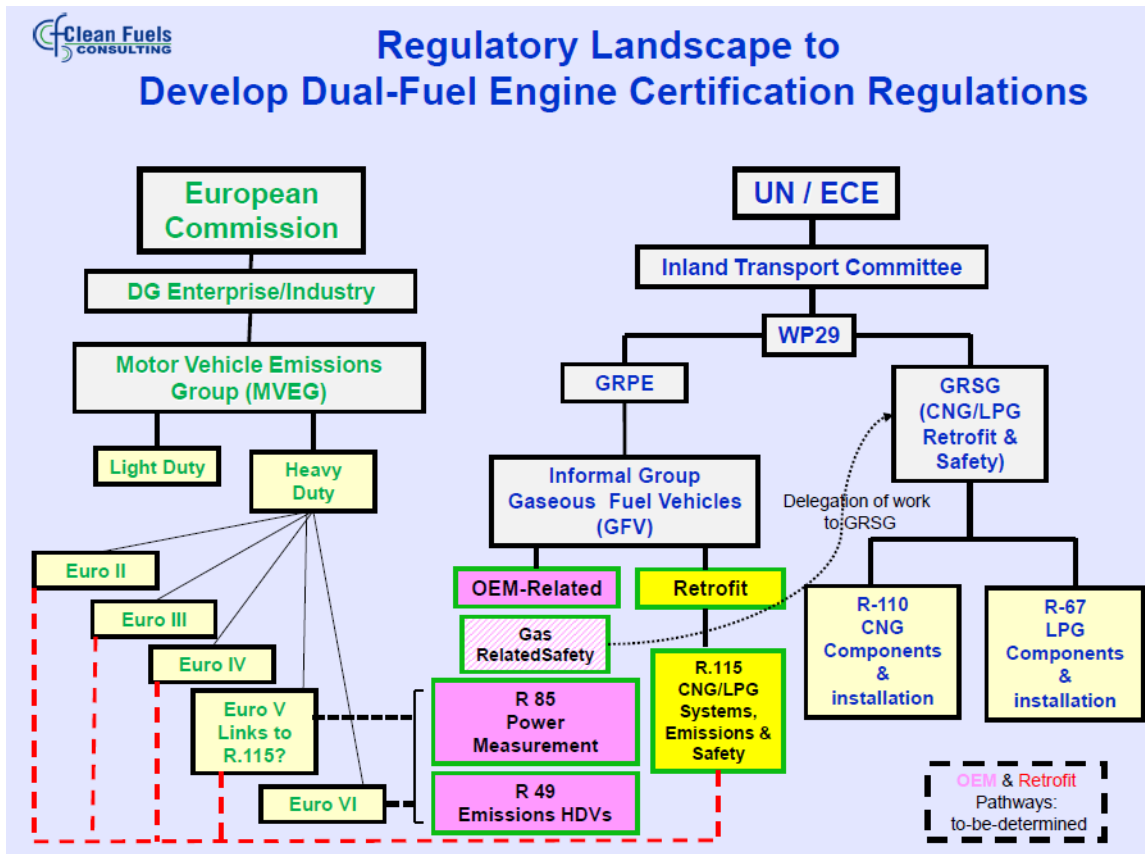 Clean Fuels
CONSULTING
Regulatory Landscape to
Develop Dual-Fuel Engine Certification Regulations
European
Commission
DG Enterprise/Industry
Motor Vehicle Emissions
Group (MVEG)
Light Duty
Heavy
Duty
Euro II
Euro III
Euro IV
Euro V
Links to
R.115?
Euro VI
UN / ECE
Inland Transport Committee
WP29
GRPE
GRSG
(CNG/LPG
Retrofit &
Safety)
Informal Group
Gaseous Fuel Vehicles
(GFV)
Delegation of work
to GRSG
OEM-Related
Retrofit
Gas
RelatedSafety
R 85
Power
Measurement
R 49
Emissions HDVs
R.115
CNG/LPG
Systems,
Emissions &
Safety
R-110
CNG
Components
&
installation
R-67
LPG
Components
&
installation
OEM & Retrofit
Pathways:
to-be-determined